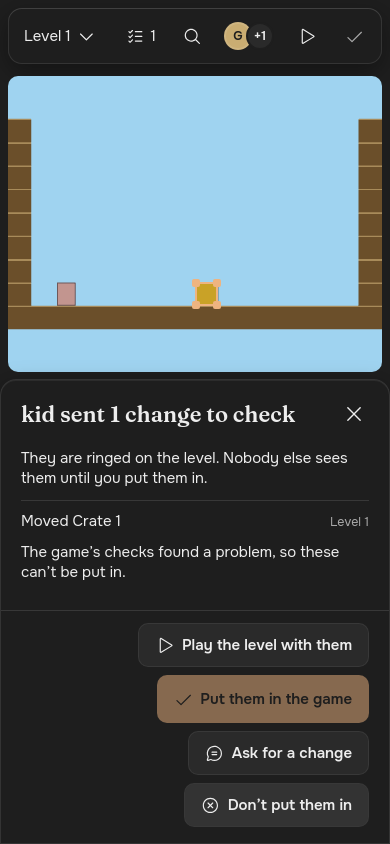 Level 1
1
G
+1
kid sent 1 change to check
They are ringed on the level. Nobody else sees
them until you put them in.
Moved Crate 1
Level 1
The game’s checks found a problem, so these
can’t be put in.
Play the level with them
Put them in the game
Ask for a change
Don’t put them in